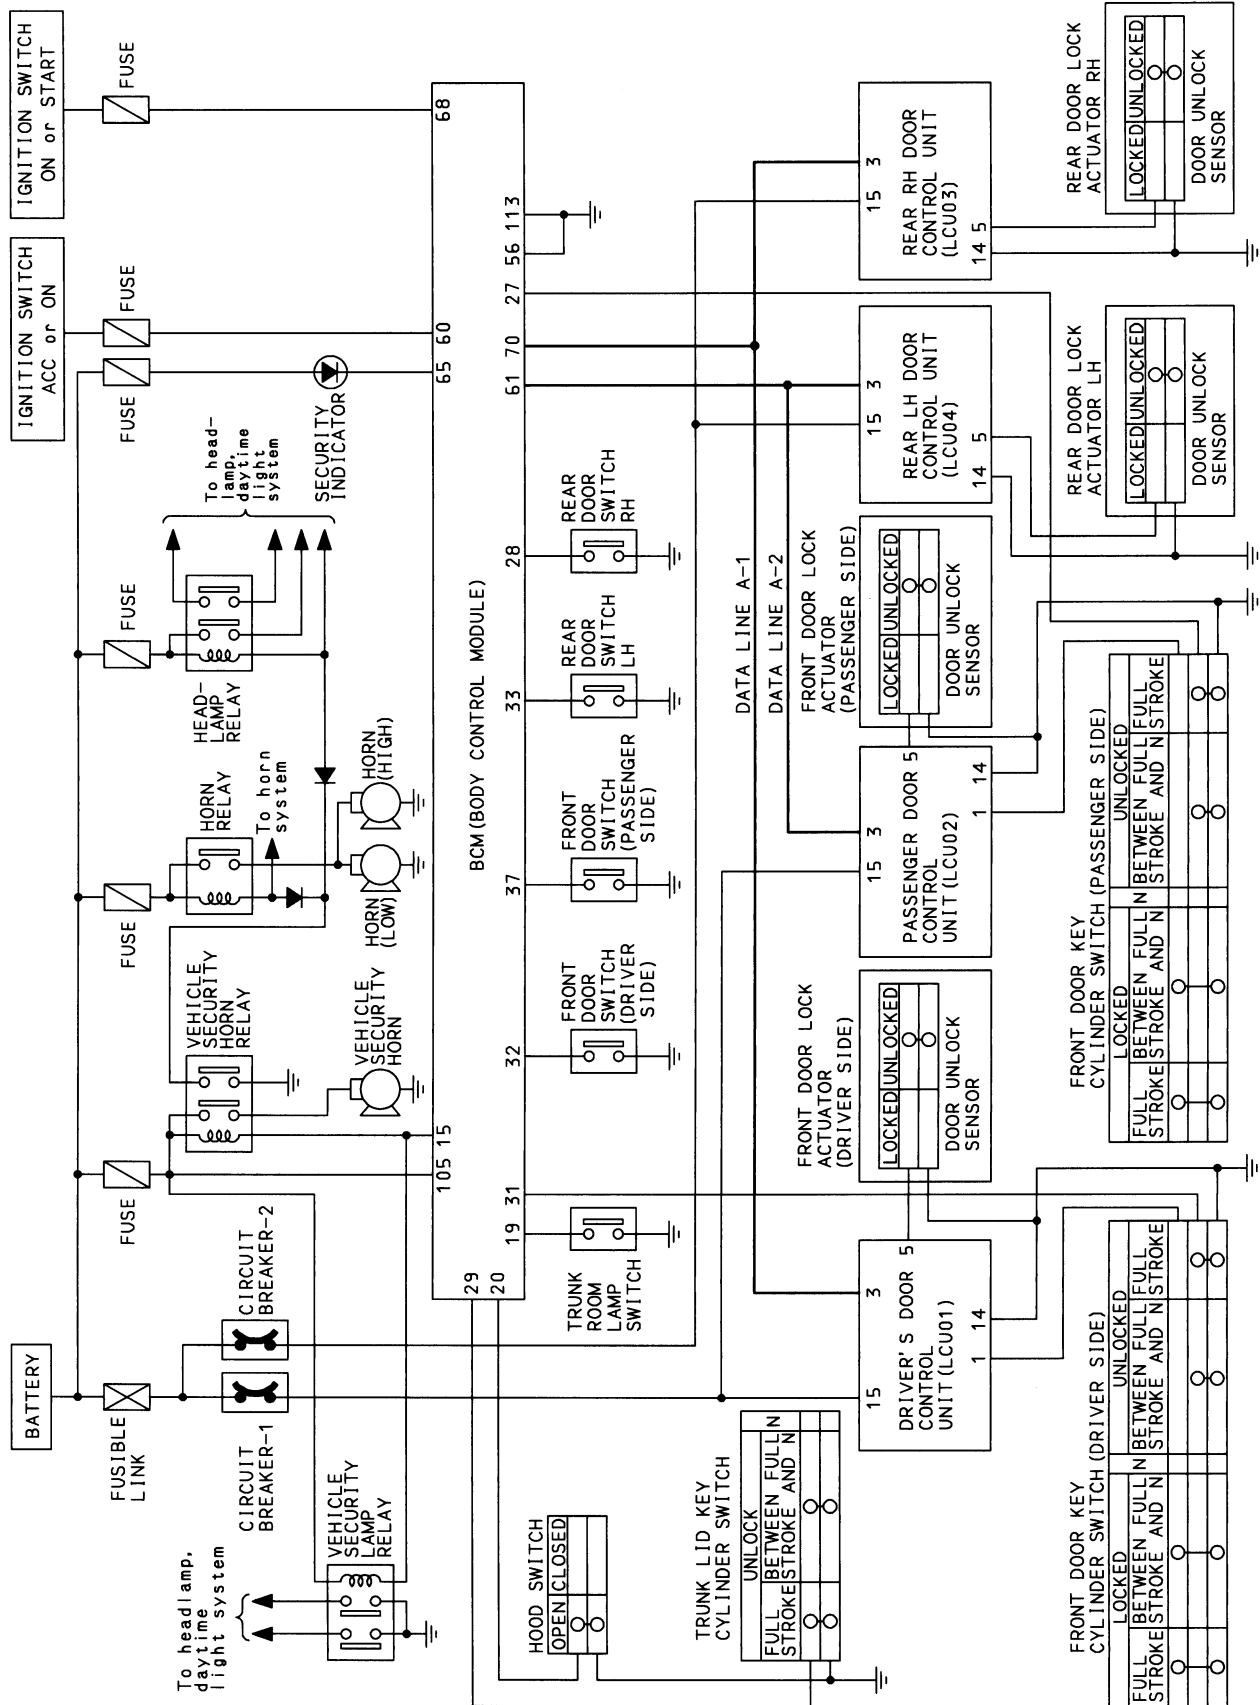 BATTERY
IGNITION SWITCH
ACC or ON
IGNITION SWITCH
ON or START
FUSIBLE
LINK
FUSE
FUSE
FUSE
FUSE
FUSE
FUSE
CIRCUIT
BREAKER-1
CIRCUIT
BREAKER-2
To headlamp,
daytime
light system
VEHICLE
SECURITY
LAMP
RELAY
VEHICLE
SECURITY
HORN
RELAY
HORN
RELAY
To horn
system
HEAD-
LAMP
RELAY
To head-
lamp,
daytime
light
system
SECURITY
INDICATOR
VEHICLE
SECURITY
HORN
HORN
(LOW)
HORN
(HIGH)
105
15
65
60
68
BCM (BODY CONTROL MODULE)
29
20
19
31
32
37
33
28
61
70
27
56
113
HOOD SWITCH
OPEN
CLOSED
TRUNK
ROOM
LAMP
SWITCH
FRONT
DOOR
SWITCH
(DRIVER
SIDE)
FRONT
DOOR
SWITCH
(PASSENGER
SIDE)
REAR
DOOR
SWITCH
LH
REAR
DOOR
SWITCH
RH
TRUNK LID KEY
CYLINDER SWITCH
UNLOCK
FULL
STROKE
BETWEEN FULL
STROKE AND N
N
DATA LINE A-1
DATA LINE A-2
15
3
DRIVER'S DOOR
CONTROL
UNIT (LCU01)
5
1
14
FRONT DOOR LOCK
ACTUATOR
(DRIVER SIDE)
LOCKED
UNLOCKED
DOOR UNLOCK
SENSOR
15
3
PASSENGER DOOR
CONTROL
UNIT (LCU02)
5
1
14
FRONT DOOR LOCK
ACTUATOR
(PASSENGER SIDE)
LOCKED
UNLOCKED
DOOR UNLOCK
SENSOR
15
3
REAR LH DOOR
CONTROL UNIT
(LCU04)
14
5
15
3
REAR RH DOOR
CONTROL UNIT
(LCU03)
14
5
FRONT DOOR KEY
CYLINDER SWITCH (DRIVER SIDE)
LOCKED
UNLOCKED
FULL
STROKE
BETWEEN FULL
STROKE AND N
N
BETWEEN FULL
STROKE AND N
FULL
STROKE
FRONT DOOR KEY
CYLINDER SWITCH (PASSENGER SIDE)
LOCKED
UNLOCKED
FULL
STROKE
BETWEEN FULL
STROKE AND N
N
BETWEEN FULL
STROKE AND N
FULL
STROKE
REAR DOOR LOCK
ACTUATOR LH
LOCKED
UNLOCKED
DOOR UNLOCK
SENSOR
REAR DOOR LOCK
ACTUATOR RH
LOCKED
UNLOCKED
DOOR UNLOCK
SENSOR